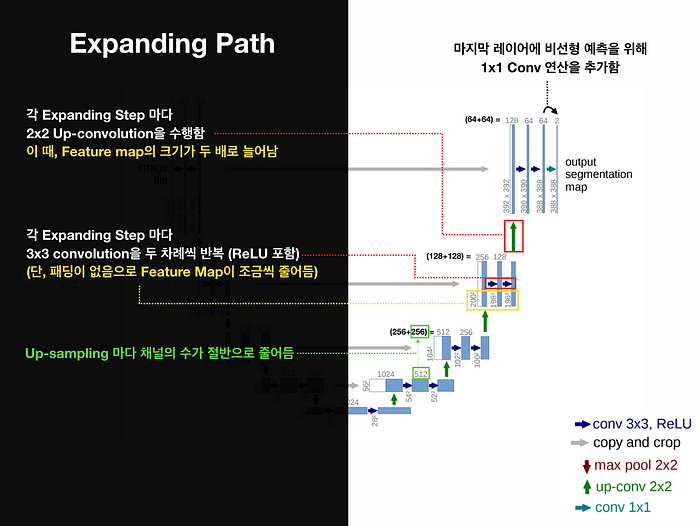 Expanding Path
마지막 레이어에 비선형 예측을 위해
1x1 Conv 연산을 추가함
각 Expanding Step 마다
2x2 Up-convolution을 수행함
이 때, Feature map의 크기가 두 배로 늘어남
(64+64) = 128 64 64 2
392 x 392 390 x 390 388 x 388 388 x 388
output
segmentation
map
각 Expanding Step 마다
3x3 convolution을 두 차례씩 반복 (ReLU 포함)
(단, 패딩이 없음으로 Feature Map이 조금씩 줄어듬)
(128+128) = 256 128
200² 198² 196²
(256+256) = 512 256
104² 102² 100²
Up-sampling 마다 채널의 수가 절반으로 줄어듬
1024 512
56² 54² 52²
1024
28²
conv 3x3, ReLU
copy and crop
max pool 2x2
up-conv 2x2
conv 1x1